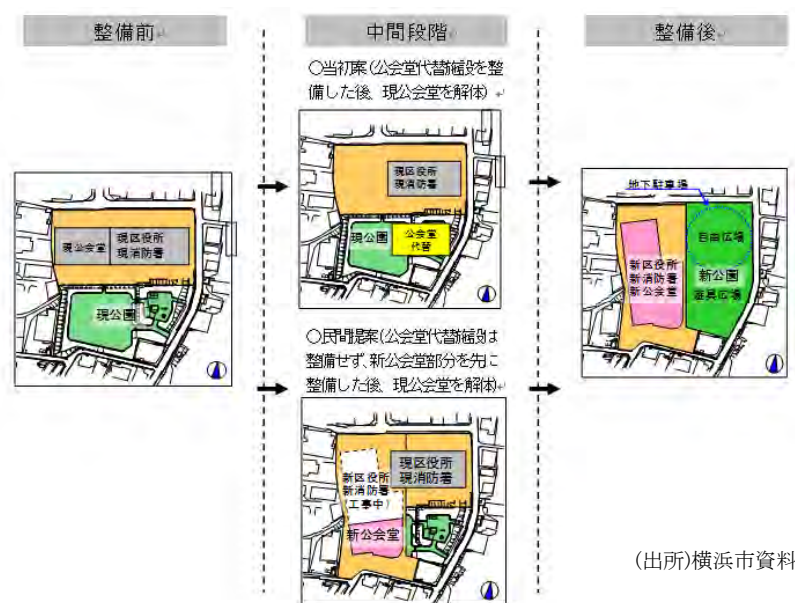 整備前
中間段階
整備後
○当初案(公会堂代替施設を整
備した後、現公会堂を解体)
現公会堂
現区役所
現消防署
現公園
現区役所
現消防署
現公園
公会堂
代替
○民間提案(公会堂代替施設は
整備せず、新公会堂部分を先に
整備した後、現公会堂を解体)
現区役所
現消防署
新区役所
新消防署
(工事中)
新公会堂
地下駐車場
自由広場
新区役所
新消防署
新公会堂
新公園
遊具広場
(出所)横浜市資料